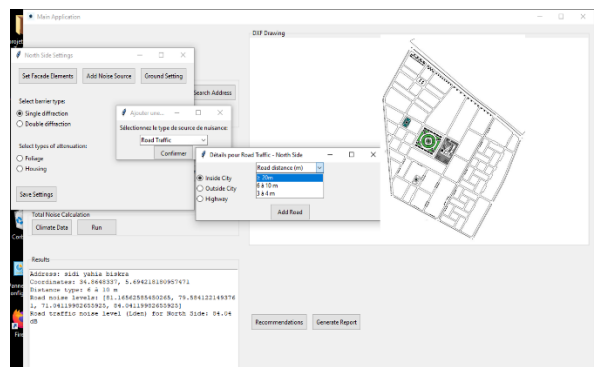 Main Application
DXF Drawing
North Side Settings
Set Facade Elements Add Noise Source Ground Setting
Search Address
Select barrier type:
Single diffraction
Double diffraction
Ajouter une...
Sélectionnez le type de source de nuisance:
Road Traffic
Confirmer
Select types of attenuation:
Foliage
Housing
Save Settings
Détails pour Road Traffic - North Side
Road distance (m)
Inside City
≥ 20m
Outside City
6 à 10 m
Highway
3 à 4 m
Add Road
Total Noise Calculation
Climate Data Run
Results
Address: sidi yahia biskra
Coordinates: 34.8648337, 5.694218180957471
Distance type: 6 à 10 m
Road noise levels: [81.16562585450265, 79.584122149376
1, 71.04119982655925, 84.04119982655925]
Road traffic noise level (Lden) for North Side: 84.04
dB
Recommendations Generate Report